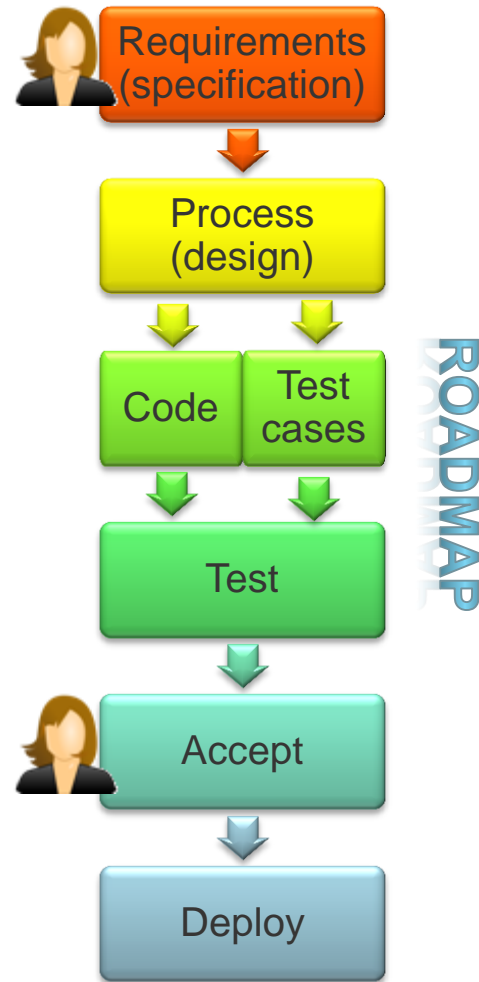 Requirements
(specification)
Process
(design)
Code
Test
cases
ROADMAP
Test
Accept
Deploy